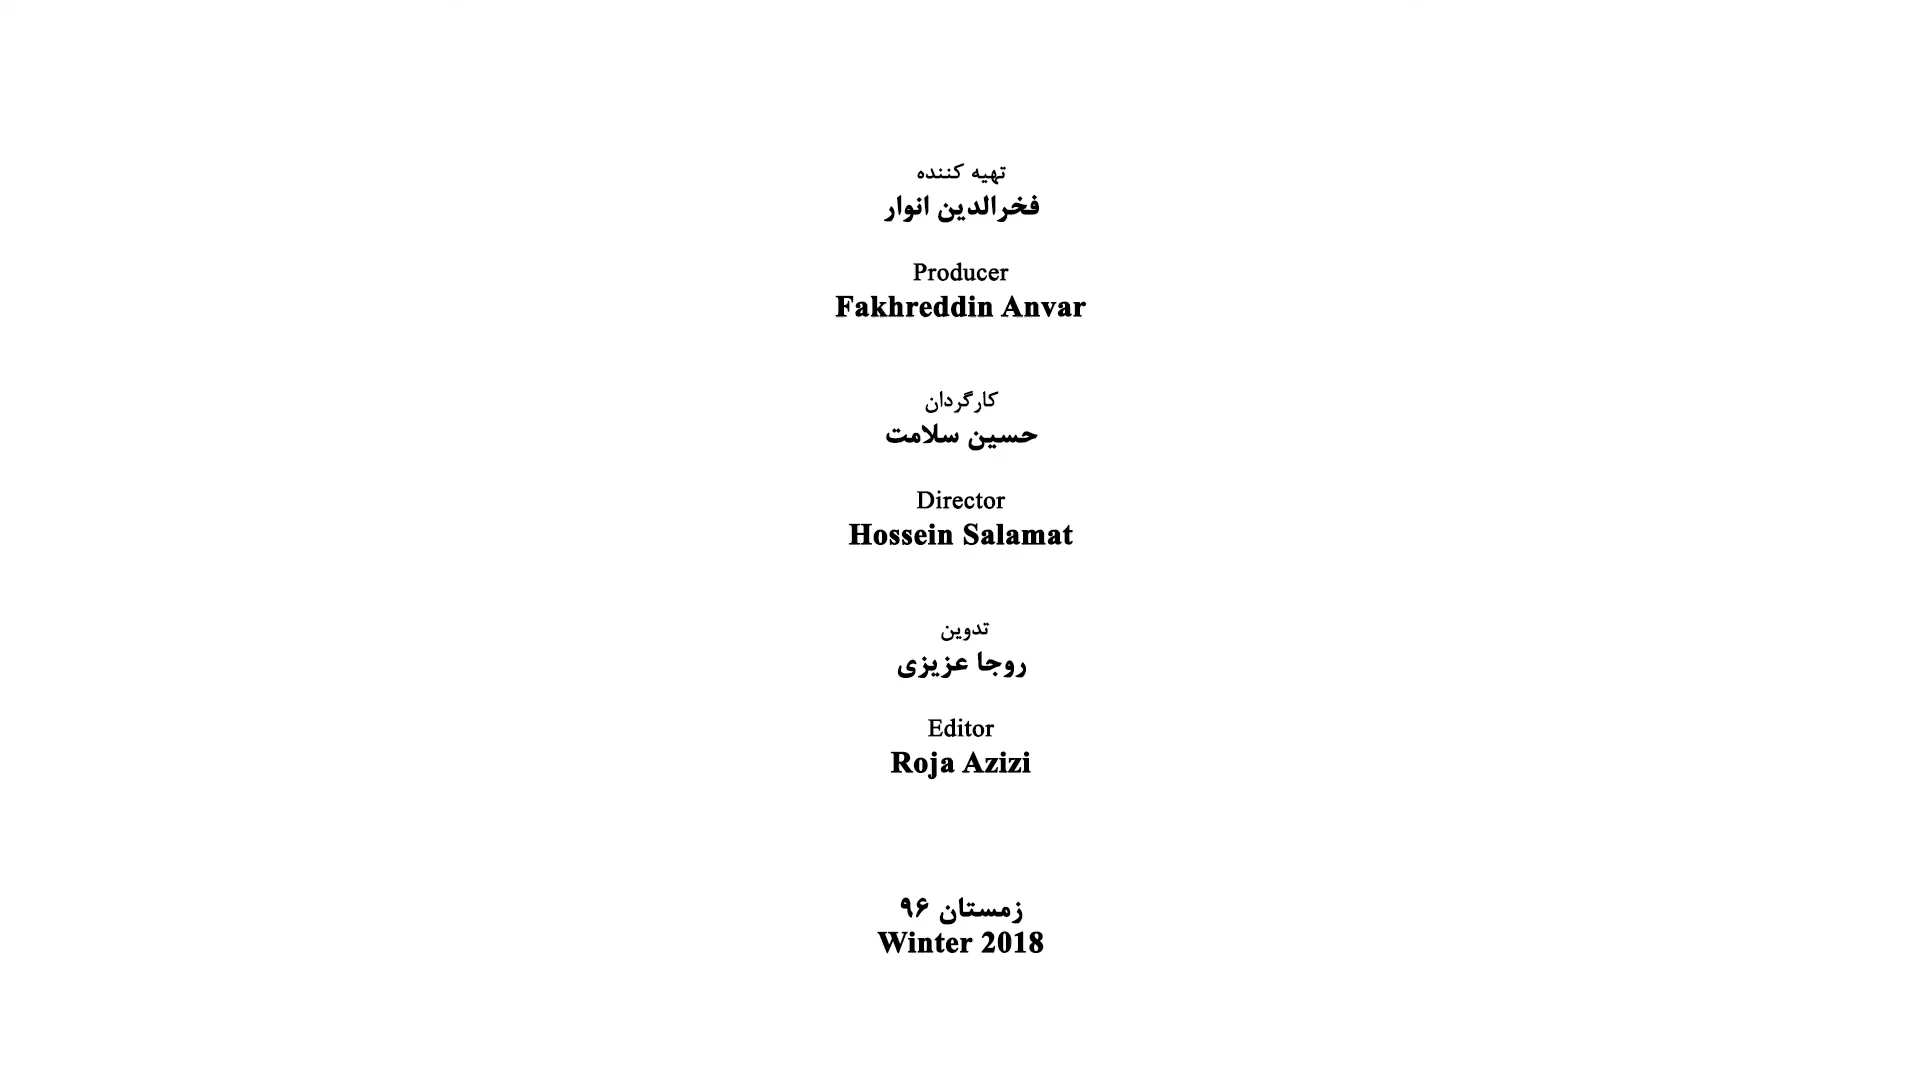 تهیه کننده
فخرالدین انوار
Producer
Fakhreddin Anvar
کارگردان
حسین سلامت
Director
Hossein Salamat
تدوین
روجا عزیزی
Editor
Roja Azizi
زمستان ۹۶
Winter 2018